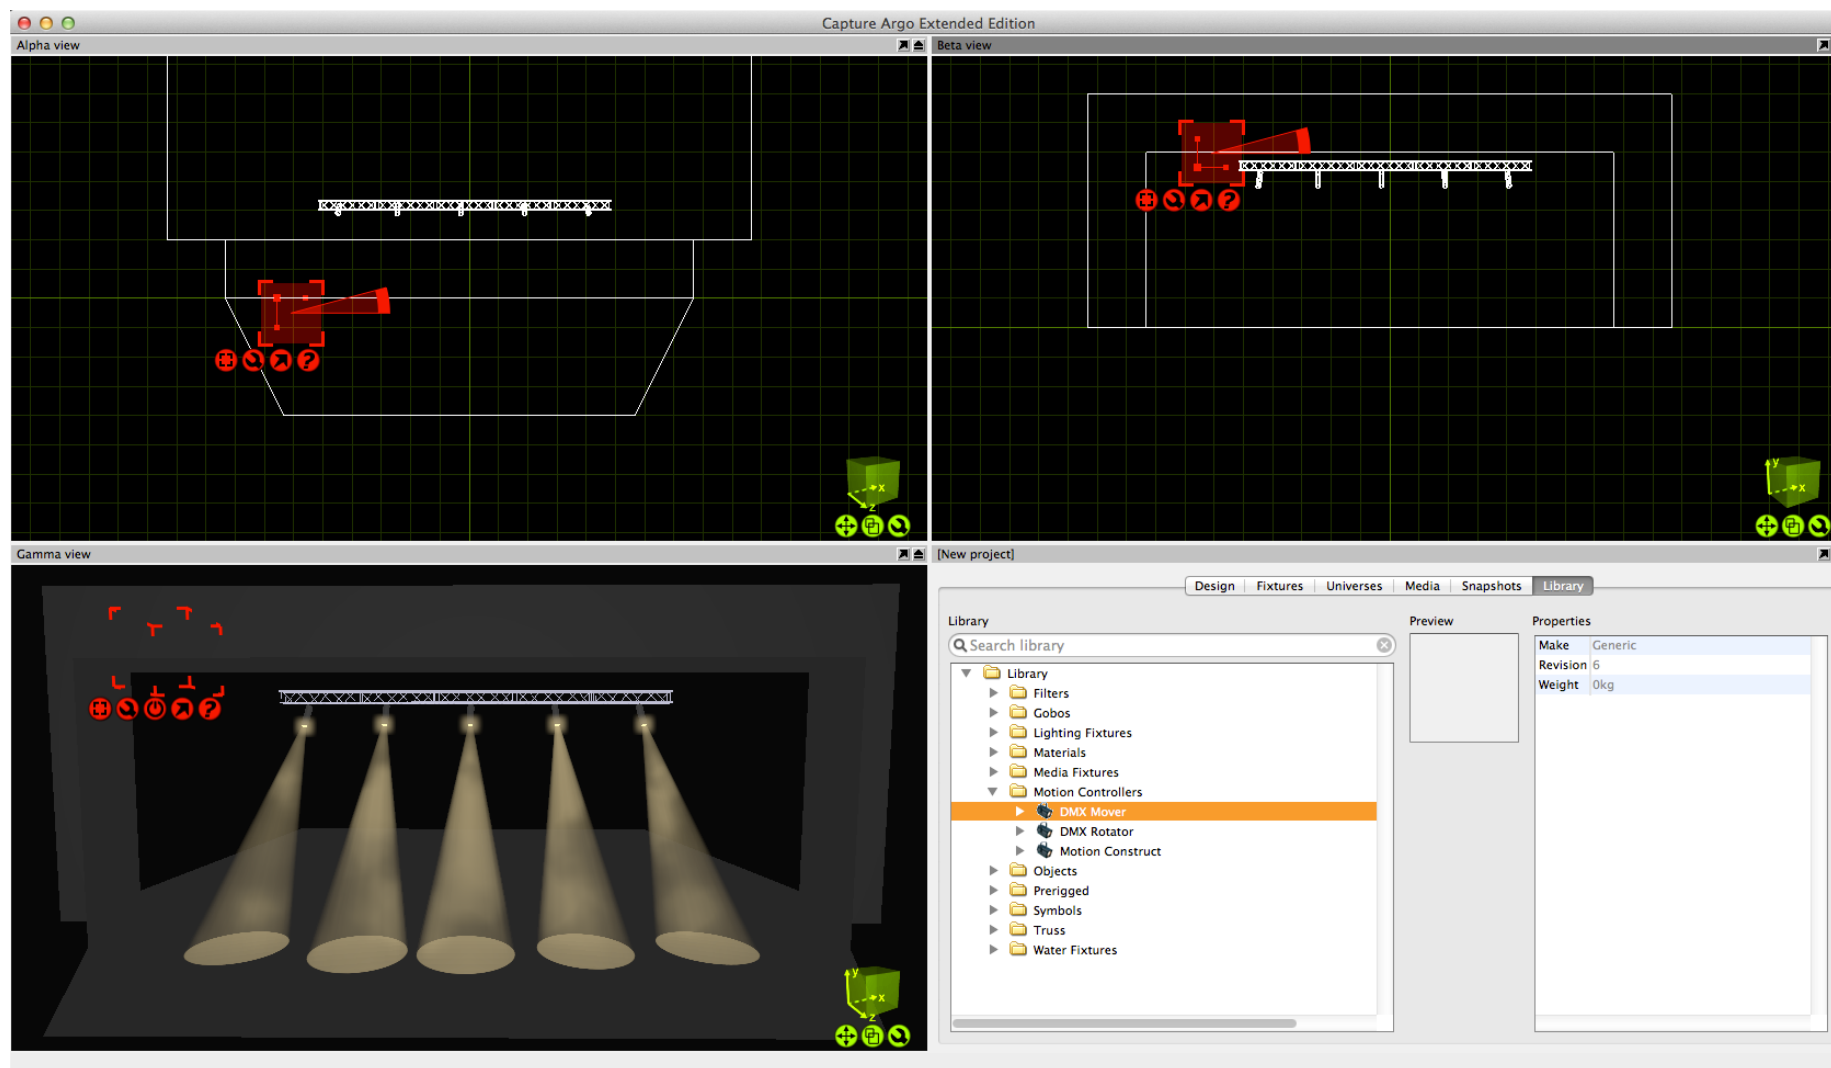 Capture Argo Extended Edition
Alpha view
Beta view
x
z
y
x
Gamma view
y
x
z
[New project]
Design Fixtures Universes Media Snapshots Library
Library
Search library
Library
Filters
Gobos
Lighting Fixtures
Materials
Media Fixtures
Motion Controllers
DMX Mover
DMX Rotator
Motion Construct
Objects
Prerigged
Symbols
Truss
Water Fixtures
Preview
Properties
Make Generic
Revision 6
Weight 0kg